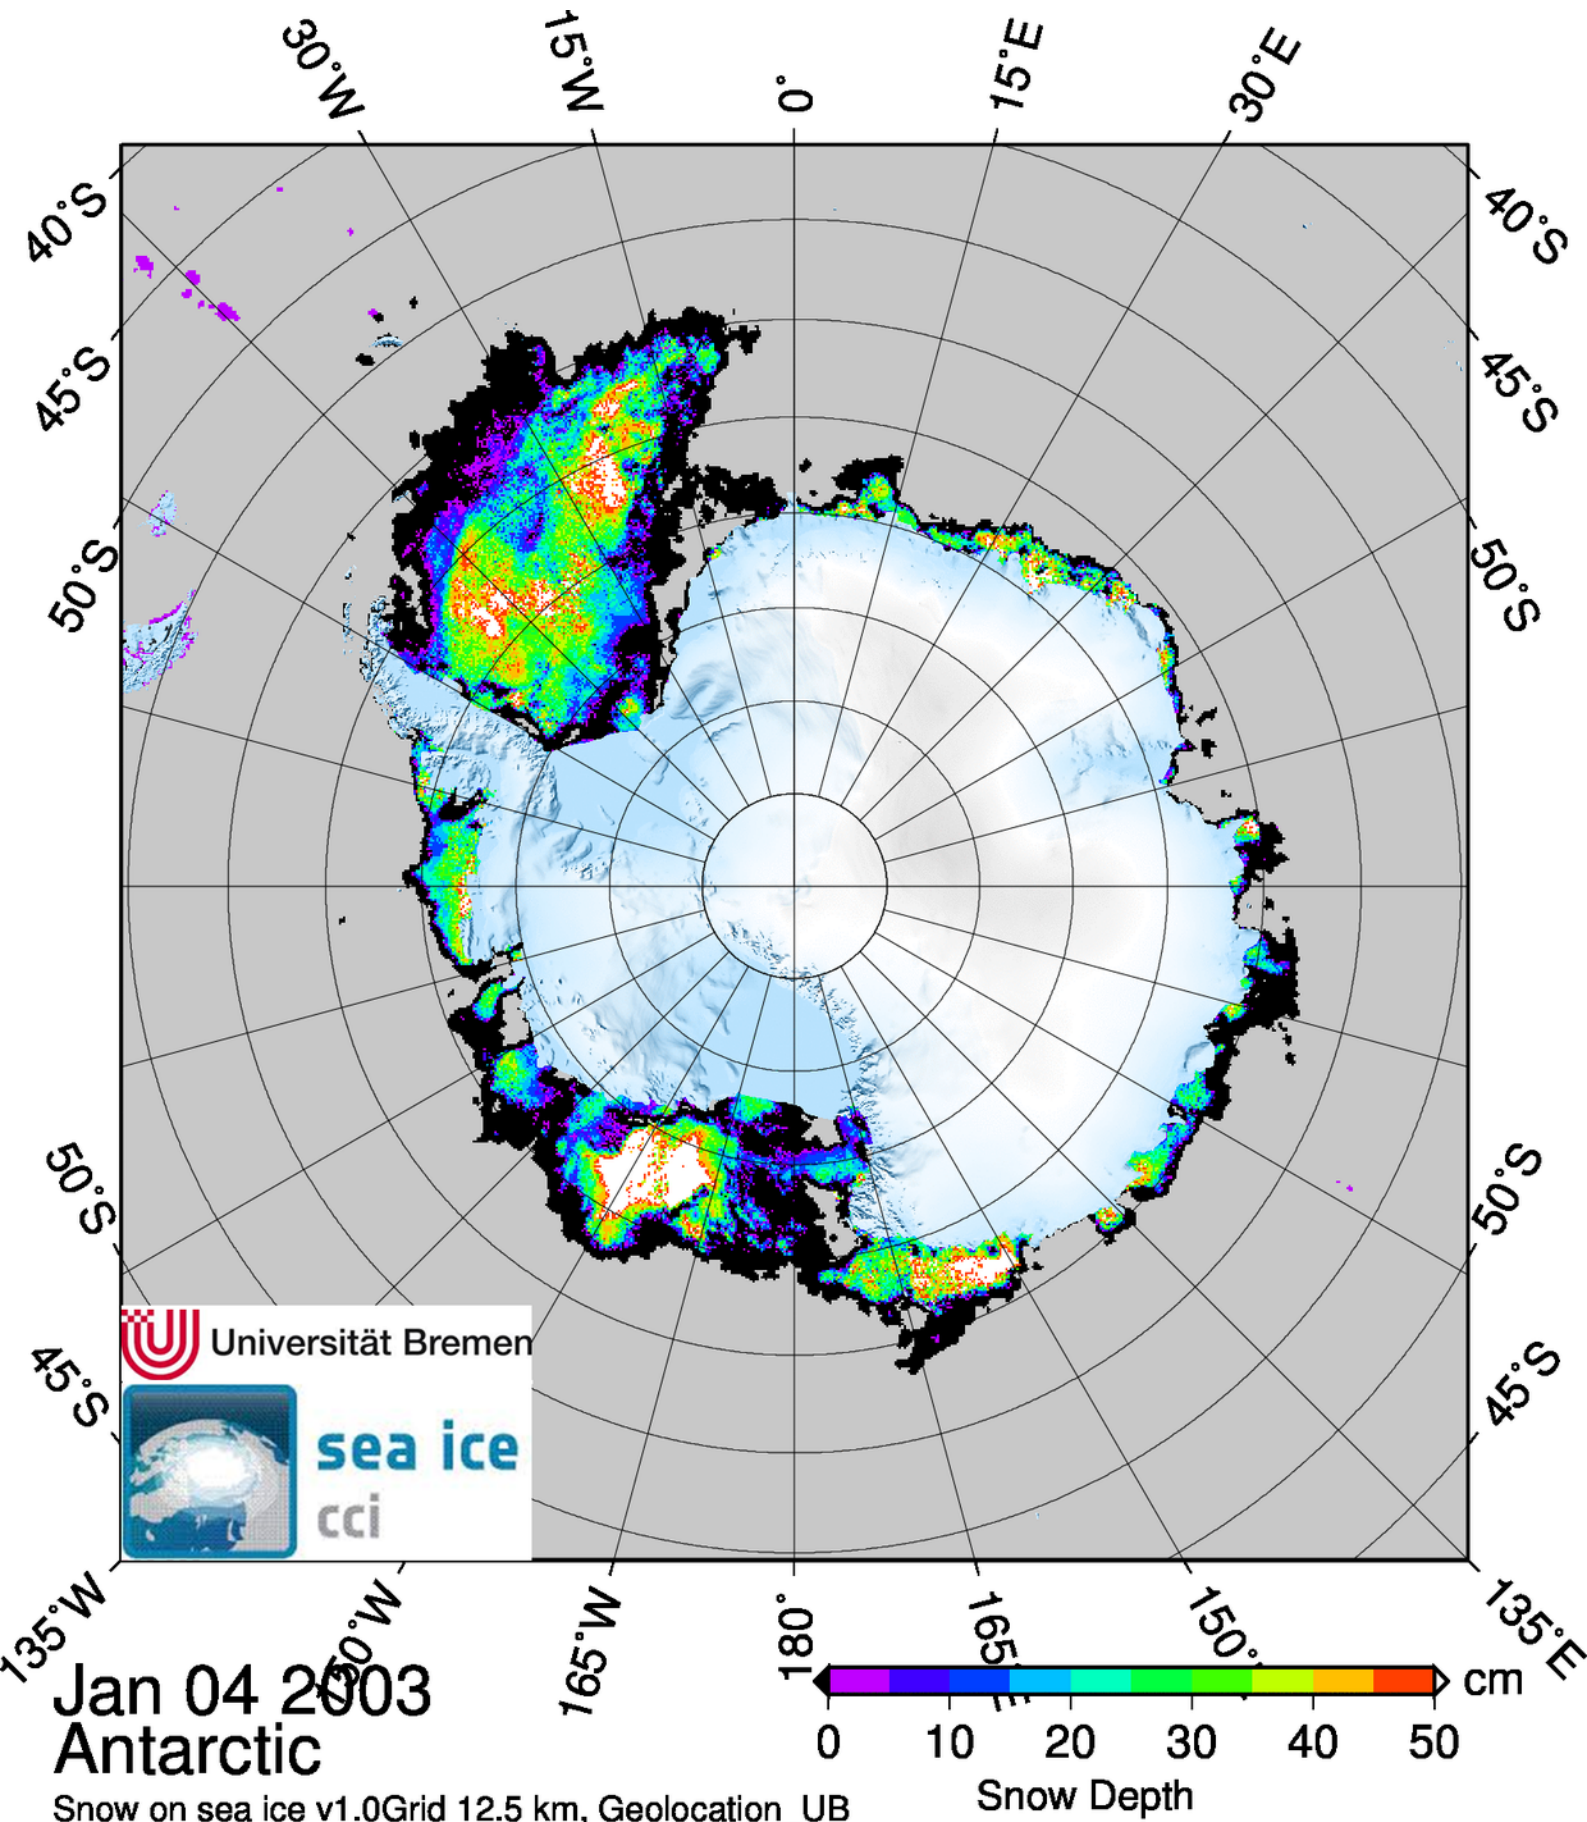 30°W 15°W 0° 15°E 30°E
40°S 40°S
45°S 45°S
50°S 50°S
50°S 50°S
45°S 45°S
Universität Bremen
sea ice
cci
135°W 150°W 165°W 180° 165°E 150° 135°E
Jan 04 2003
Antarctic
Snow on sea ice v1.0Grid 12.5 km, Geolocation UB
cm
0 10 20 30 40 50
Snow Depth